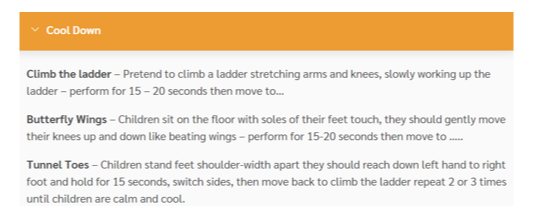 Cool Down
Climb the ladder – Pretend to climb a ladder stretching arms and knees, slowly working up the
ladder – perform for 15 – 20 seconds then move to...
Butterfly Wings – Children sit on the floor with soles of their feet touch, they should gently move
their knees up and down like beating wings – perform for 15-20 seconds then move to .....
Tunnel Toes – Children stand feet shoulder-width apart they should reach down left hand to right
foot and hold for 15 seconds, switch sides, then move back to climb the ladder repeat 2 or 3 times
until children are calm and cool.